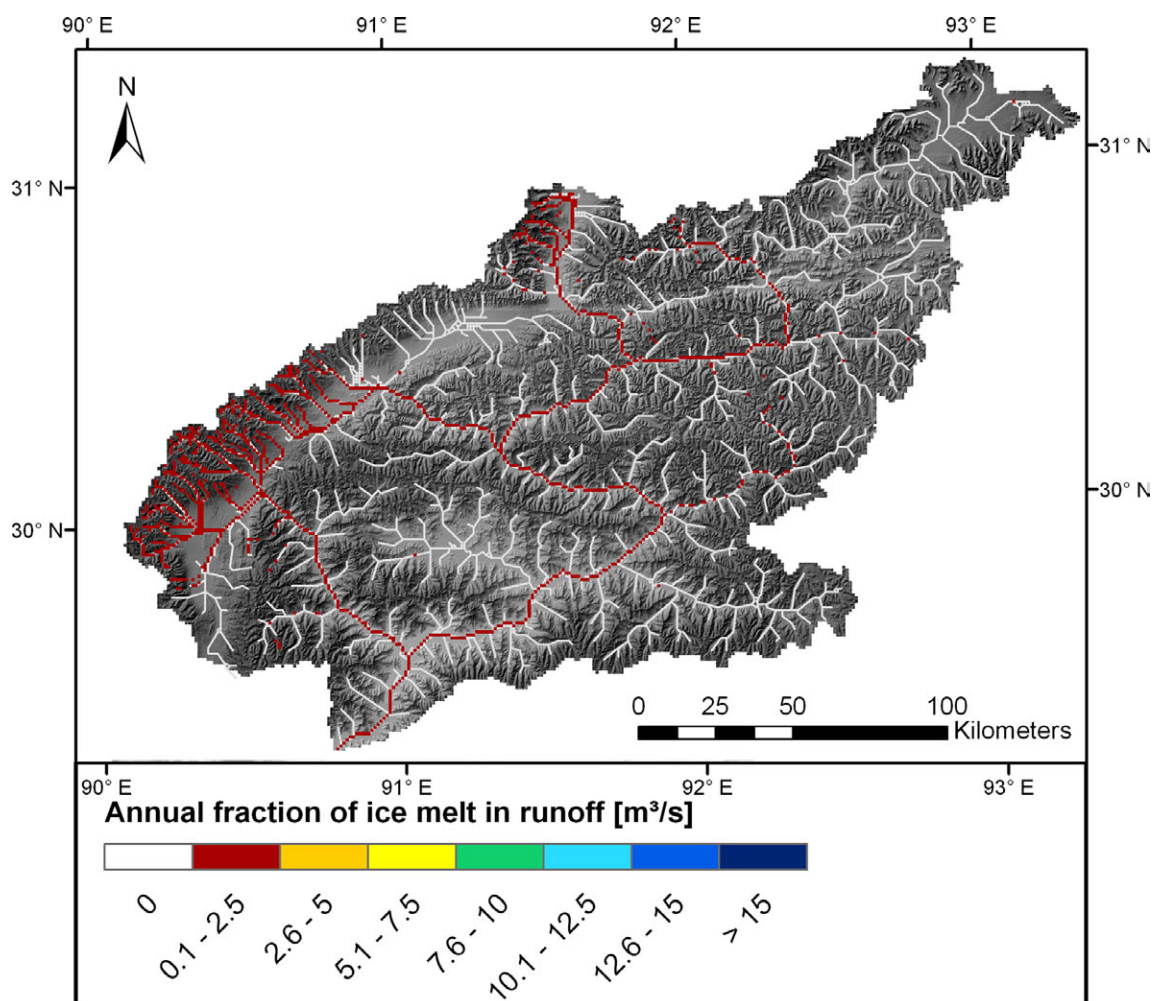 90° E 91° E 92° E 93° E
N
31° N
31° N
30° N
30° N
0 25 50 100
Kilometers
90° E 91° E 92° E 93° E
Annual fraction of ice melt in runoff [m³/s]
0 0.1 - 2.5 2.6 - 5 5.1 - 7.5 7.6 - 10 10.1 - 12.5 12.6 - 15 > 15